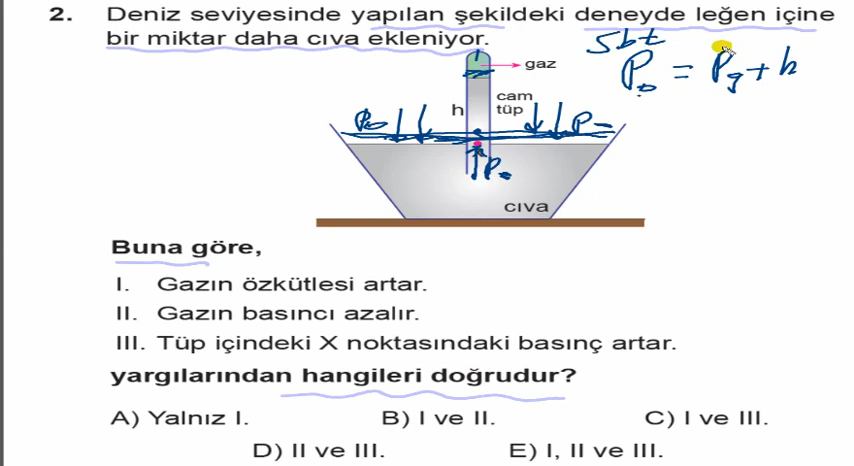 2. Deniz seviyesinde yapılan şekildeki deneyde leğen içine
bir miktar daha cıva ekleniyor.
sbt
P₀ = Pg + h
gaz
cam
h tüp
P₀
P₀
cıva
Buna göre,
I. Gazın özkütlesi artar.
II. Gazın basıncı azalır.
III. Tüp içindeki X noktasındaki basınç artar.
yargılarından hangileri doğrudur?
A) Yalnız I. B) I ve II. C) I ve III.
D) II ve III. E) I, II ve III.